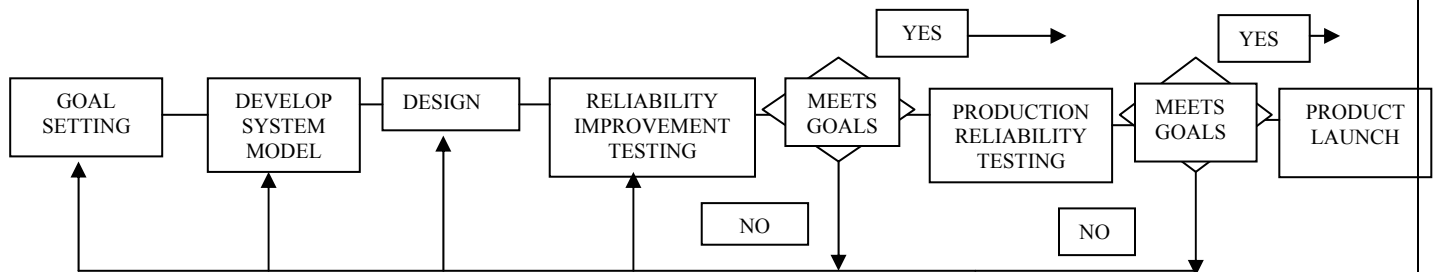 YES
YES
GOAL
SETTING
DEVELOP
SYSTEM
MODEL
DESIGN
RELIABILITY
IMPROVEMENT
TESTING
MEETS
GOALS
PRODUCTION
RELIABILITY
TESTING
MEETS
GOALS
PRODUCT
LAUNCH
NO
NO